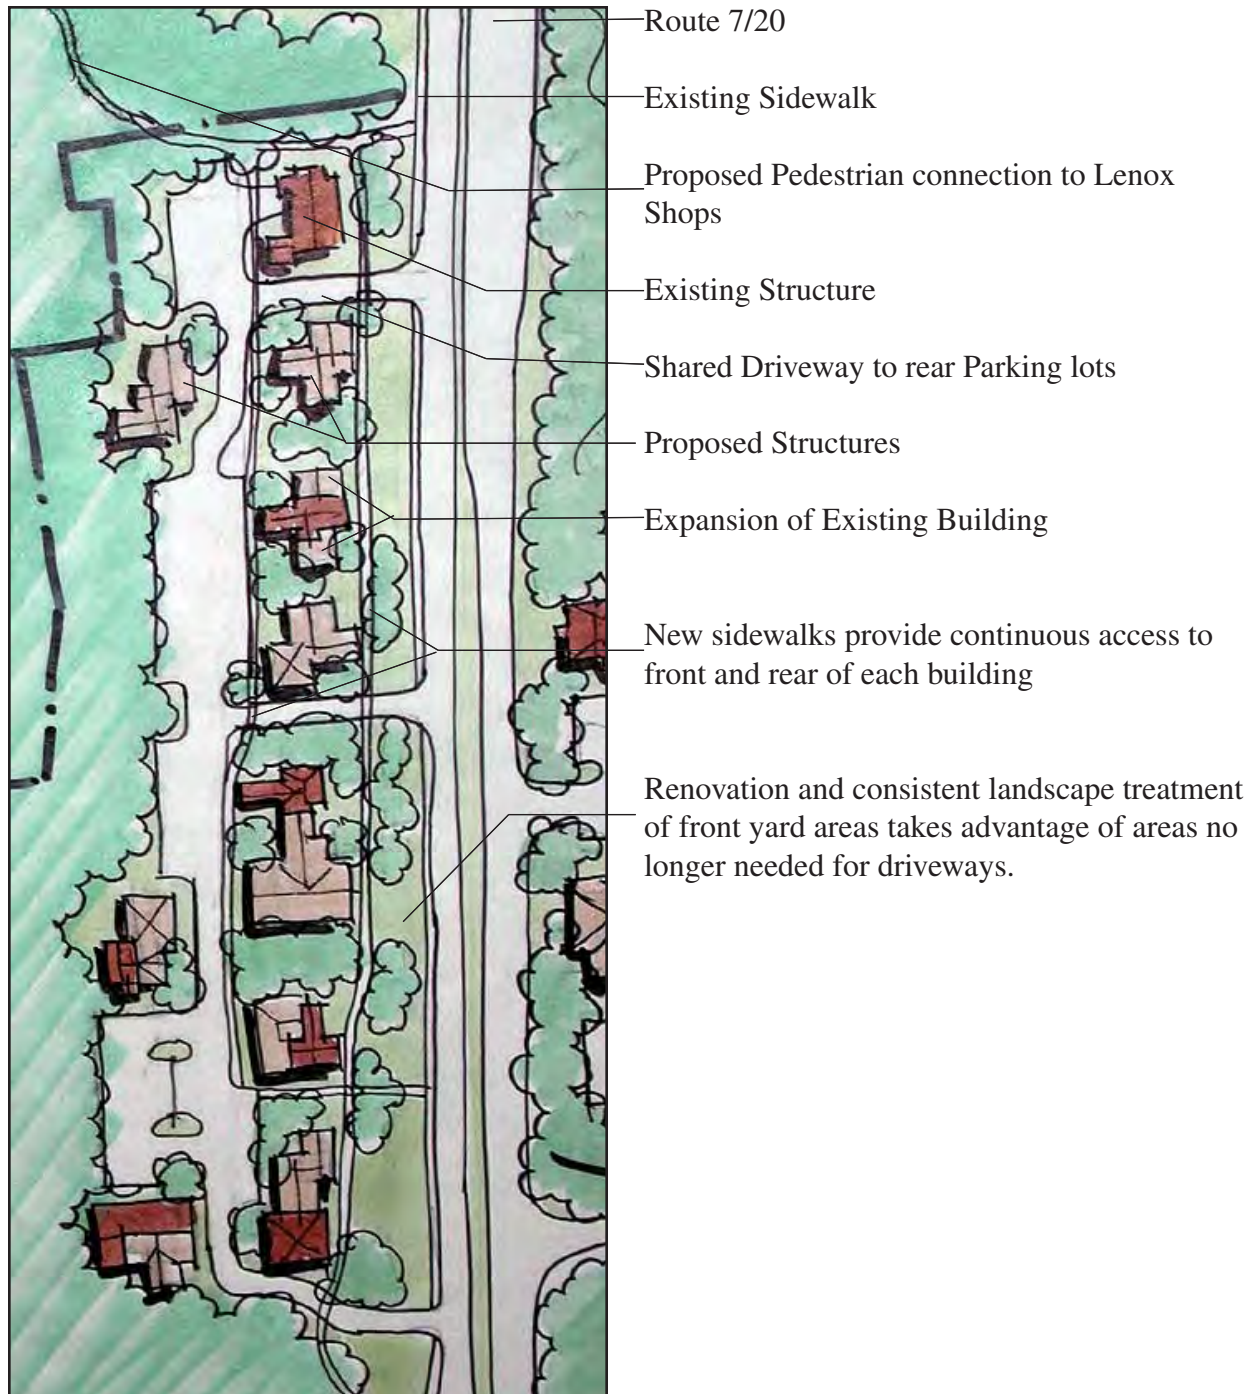 Route 7/20
Existing Sidewalk
Proposed Pedestrian connection to Lenox
Shops
Existing Structure
Shared Driveway to rear Parking lots
Proposed Structures
Expansion of Existing Building
New sidewalks provide continuous access to
front and rear of each building
Renovation and consistent landscape treatment
of front yard areas takes advantage of areas no
longer needed for driveways.